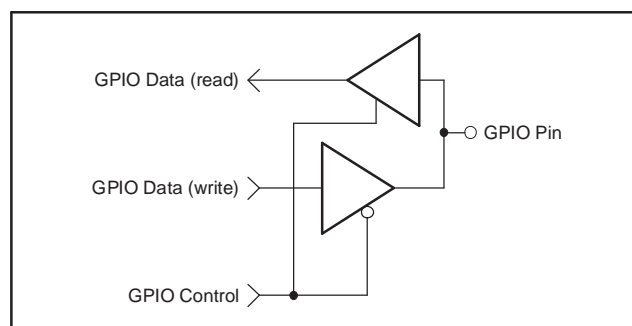 GPIO Data (read)
GPIO Pin
GPIO Data (write)
GPIO Control